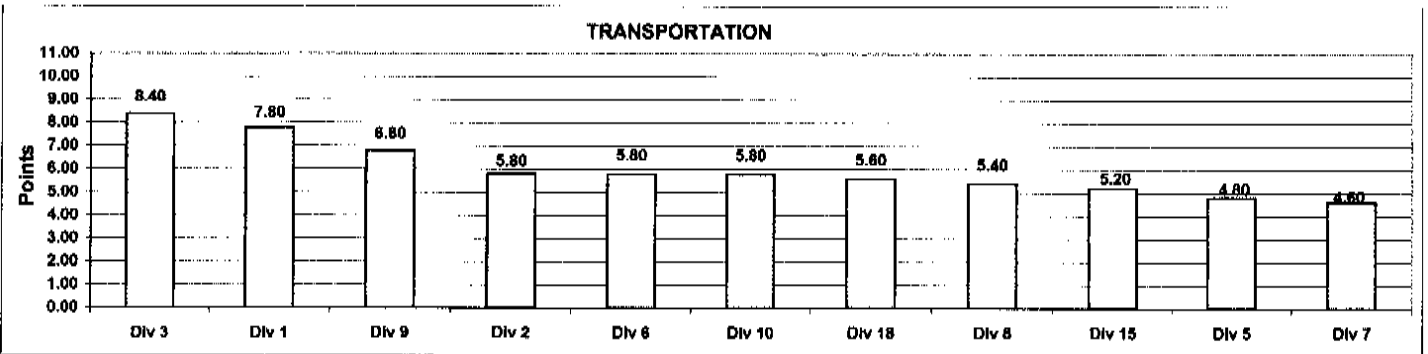 TRANSPORTATION
11.00
10.00
9.00
8.00
7.00
6.00
5.00
4.00
3.00
2.00
1.00
0.00
Points
8.40
7.80
6.80
5.80
5.80
5.80
5.60
5.40
5.20
4.80
4.60
Div 3
Div 1
Div 9
Div 2
Div 6
Div 10
Div 18
Div 8
Div 15
Div 5
Div 7